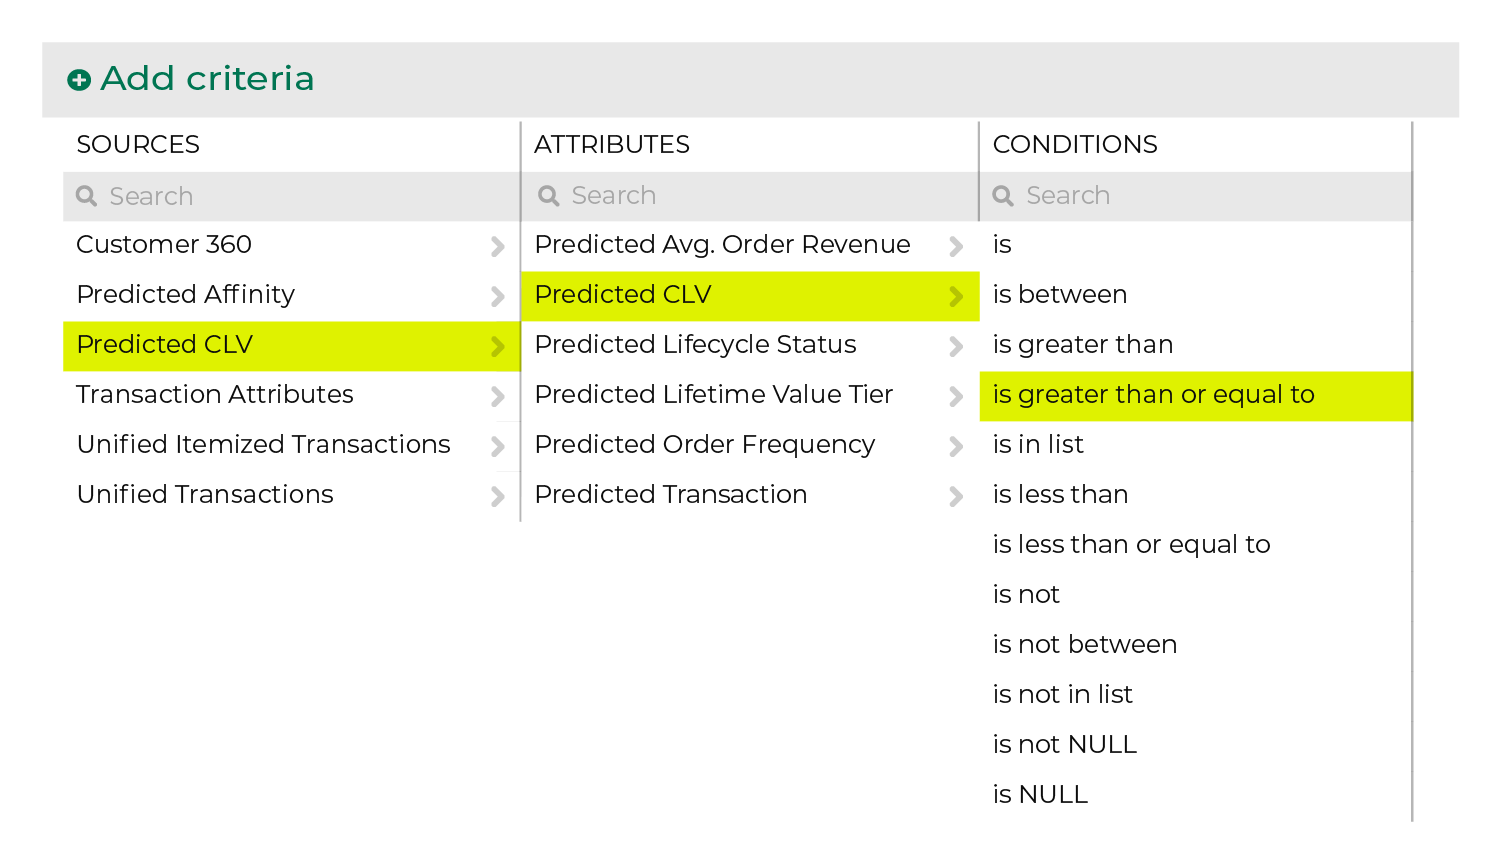 Add criteria
SOURCES
Search
Customer 360
Predicted Affinity
Predicted CLV
Transaction Attributes
Unified Itemized Transactions
Unified Transactions
ATTRIBUTES
Search
Predicted Avg. Order Revenue
Predicted CLV
Predicted Lifecycle Status
Predicted Lifetime Value Tier
Predicted Order Frequency
Predicted Transaction
CONDITIONS
Search
is
is between
is greater than
is greater than or equal to
is in list
is less than
is less than or equal to
is not
is not between
is not in list
is not NULL
is NULL